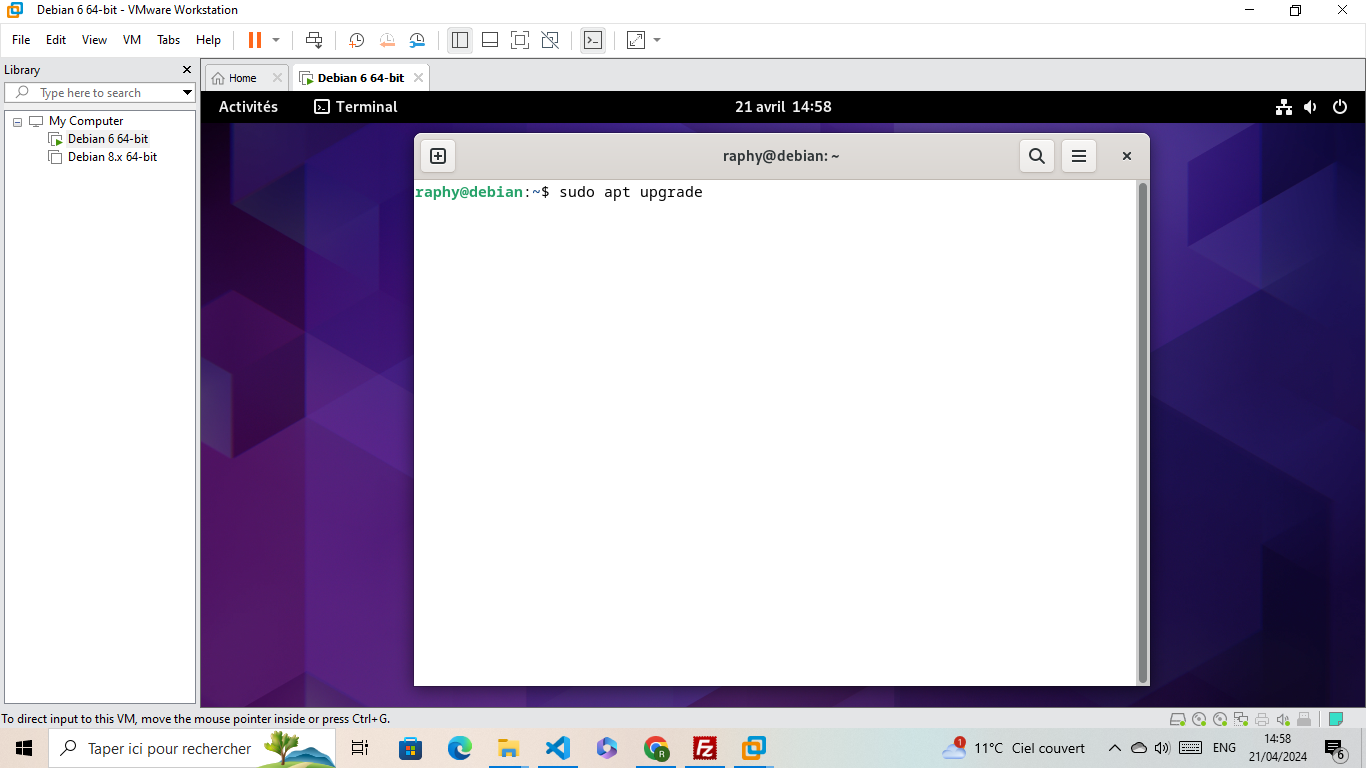 Debian 6 64-bit - VMware Workstation
File Edit View VM Tabs Help
Library
Type here to search
My Computer
Debian 6 64-bit
Debian 8.x 64-bit
Home
Debian 6 64-bit
Activités
Terminal
21 avril 14:58
raphy@debian: ~
raphy@debian:~$ sudo apt upgrade
To direct input to this VM, move the mouse pointer inside or press Ctrl+G.
Taper ici pour rechercher
R
Fz
1
11°C Ciel couvert
ENG
14:58
21/04/2024
6